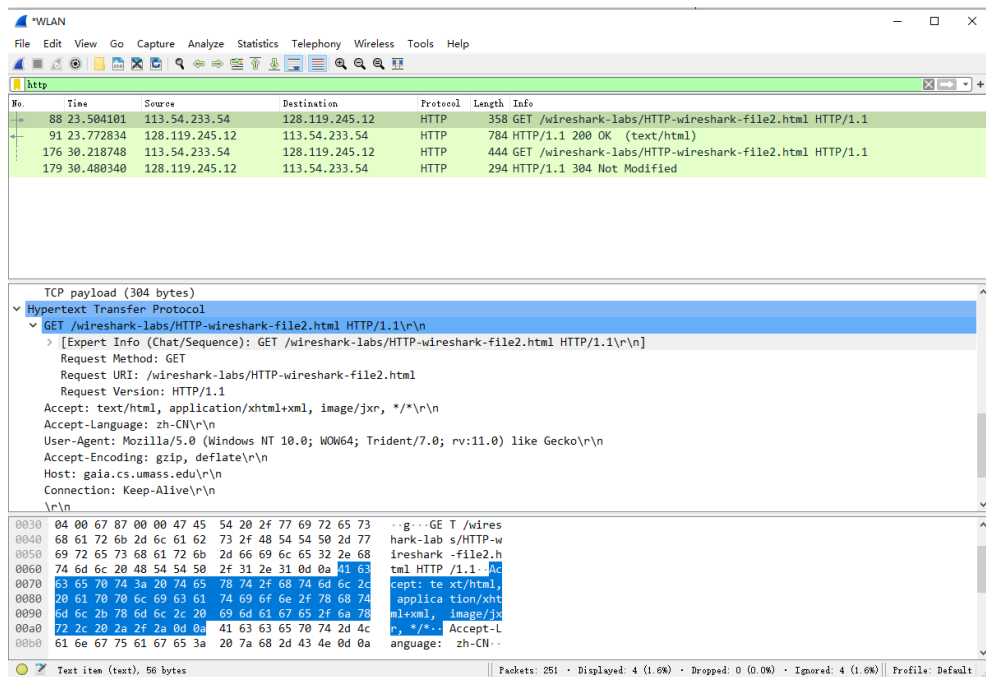 *WLAN
File Edit View Go Capture Analyze Statistics Telephony Wireless Tools Help
http
No. Time Source Destination Protocol Length Info
88 23.504101 113.54.233.54 128.119.245.12 HTTP 358 GET /wireshark-labs/HTTP-wireshark-file2.html HTTP/1.1
91 23.772834 128.119.245.12 113.54.233.54 HTTP 784 HTTP/1.1 200 OK (text/html)
176 30.218748 113.54.233.54 128.119.245.12 HTTP 444 GET /wireshark-labs/HTTP-wireshark-file2.html HTTP/1.1
179 30.480340 128.119.245.12 113.54.233.54 HTTP 294 HTTP/1.1 304 Not Modified
TCP payload (304 bytes)
Hypertext Transfer Protocol
GET /wireshark-labs/HTTP-wireshark-file2.html HTTP/1.1\r\n
[Expert Info (Chat/Sequence): GET /wireshark-labs/HTTP-wireshark-file2.html HTTP/1.1\r\n]
Request Method: GET
Request URI: /wireshark-labs/HTTP-wireshark-file2.html
Request Version: HTTP/1.1
Accept: text/html, application/xhtml+xml, image/jxr, */*\r\n
Accept-Language: zh-CN\r\n
User-Agent: Mozilla/5.0 (Windows NT 10.0; WOW64; Trident/7.0; rv:11.0) like Gecko\r\n
Accept-Encoding: gzip, deflate\r\n
Host: gaia.cs.umass.edu\r\n
Connection: Keep-Alive\r\n
\r\n
0030 04 00 67 87 00 00 47 45 54 20 2f 77 69 72 65 73 ··g···GE T /wires
0040 68 61 72 6b 2d 6c 61 62 73 2f 48 54 54 50 2d 77 hark-lab s/HTTP-w
0050 69 72 65 73 68 61 72 6b 2d 66 69 6c 65 32 2e 68 ireshark -file2.h
0060 74 6d 6c 20 48 54 54 50 2f 31 2e 31 0d 0a 41 63 tml HTTP /1.1··Ac
0070 63 65 70 74 3a 20 74 65 78 74 2f 68 74 6d 6c 2c cept: te xt/html,
0080 20 61 70 70 6c 69 63 61 74 69 6f 6e 2f 78 68 74 applica tion/xht
0090 6d 6c 2b 78 6d 6c 2c 20 69 6d 61 67 65 2f 6a 78 ml+xml, image/jx
00a0 72 2c 20 2a 2f 2a 0d 0a 41 63 63 65 70 74 2d 4c r, */*·· Accept-L
00b0 61 6e 67 75 61 67 65 3a 20 7a 68 2d 43 4e 0d 0a anguage: zh-CN··
Text item (text), 56 bytes Packets: 251 · Displayed: 4 (1.6%) · Dropped: 0 (0.0%) · Ignored: 4 (1.6%) Profile: Default